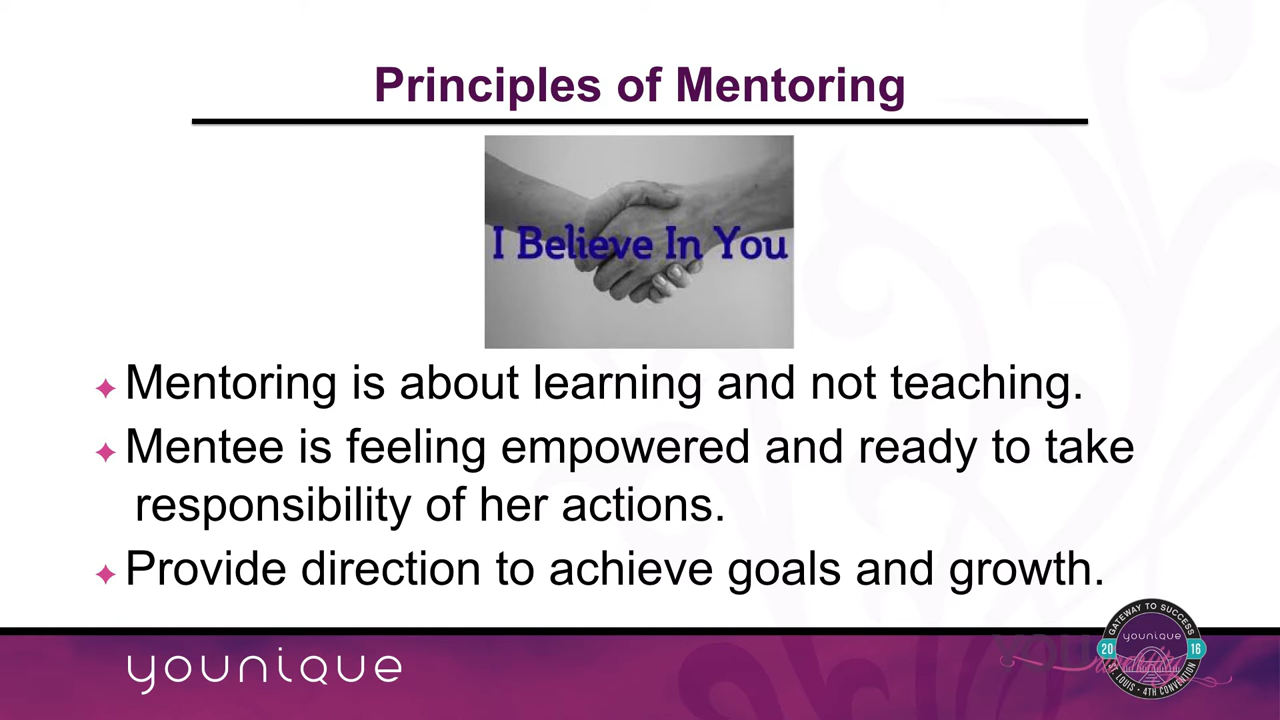 Principles of Mentoring
I Believe In You
Mentoring is about learning and not teaching.
Mentee is feeling empowered and ready to take
responsibility of her actions.
Provide direction to achieve goals and growth.
younique
GATEWAY TO SUCCESS
younique
20 16
ST. LOUIS • 4TH CONVENTION